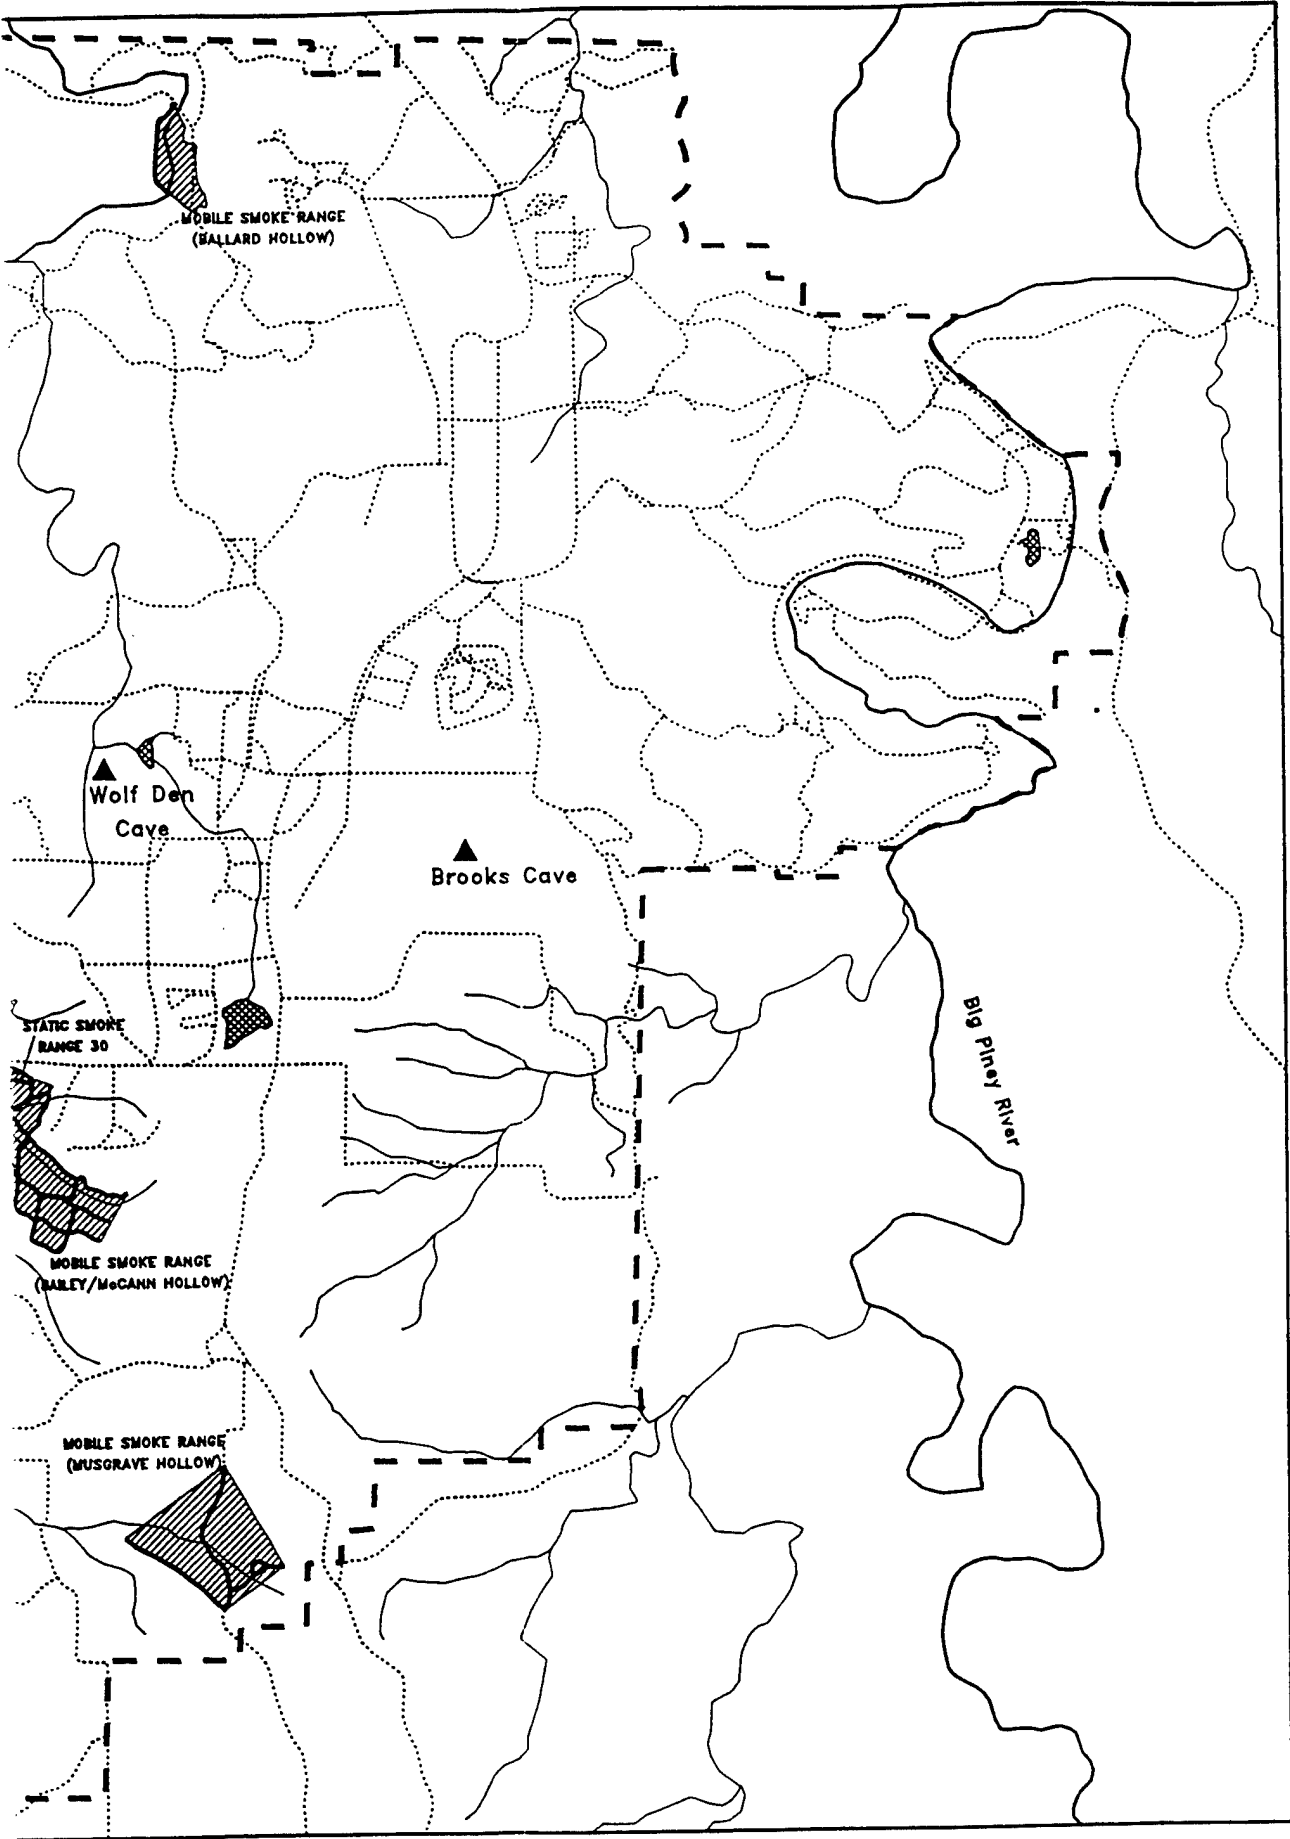 MOBILE SMOKE RANGE
(BALLARD HOLLOW)
Wolf Den
Cave
Brooks Cave
Big Piney River
STATIC SMOKE
RANGE 30
MOBILE SMOKE RANGE
(BAILEY/McCANN HOLLOW)
MOBILE SMOKE RANGE
(MUSGRAVE HOLLOW)